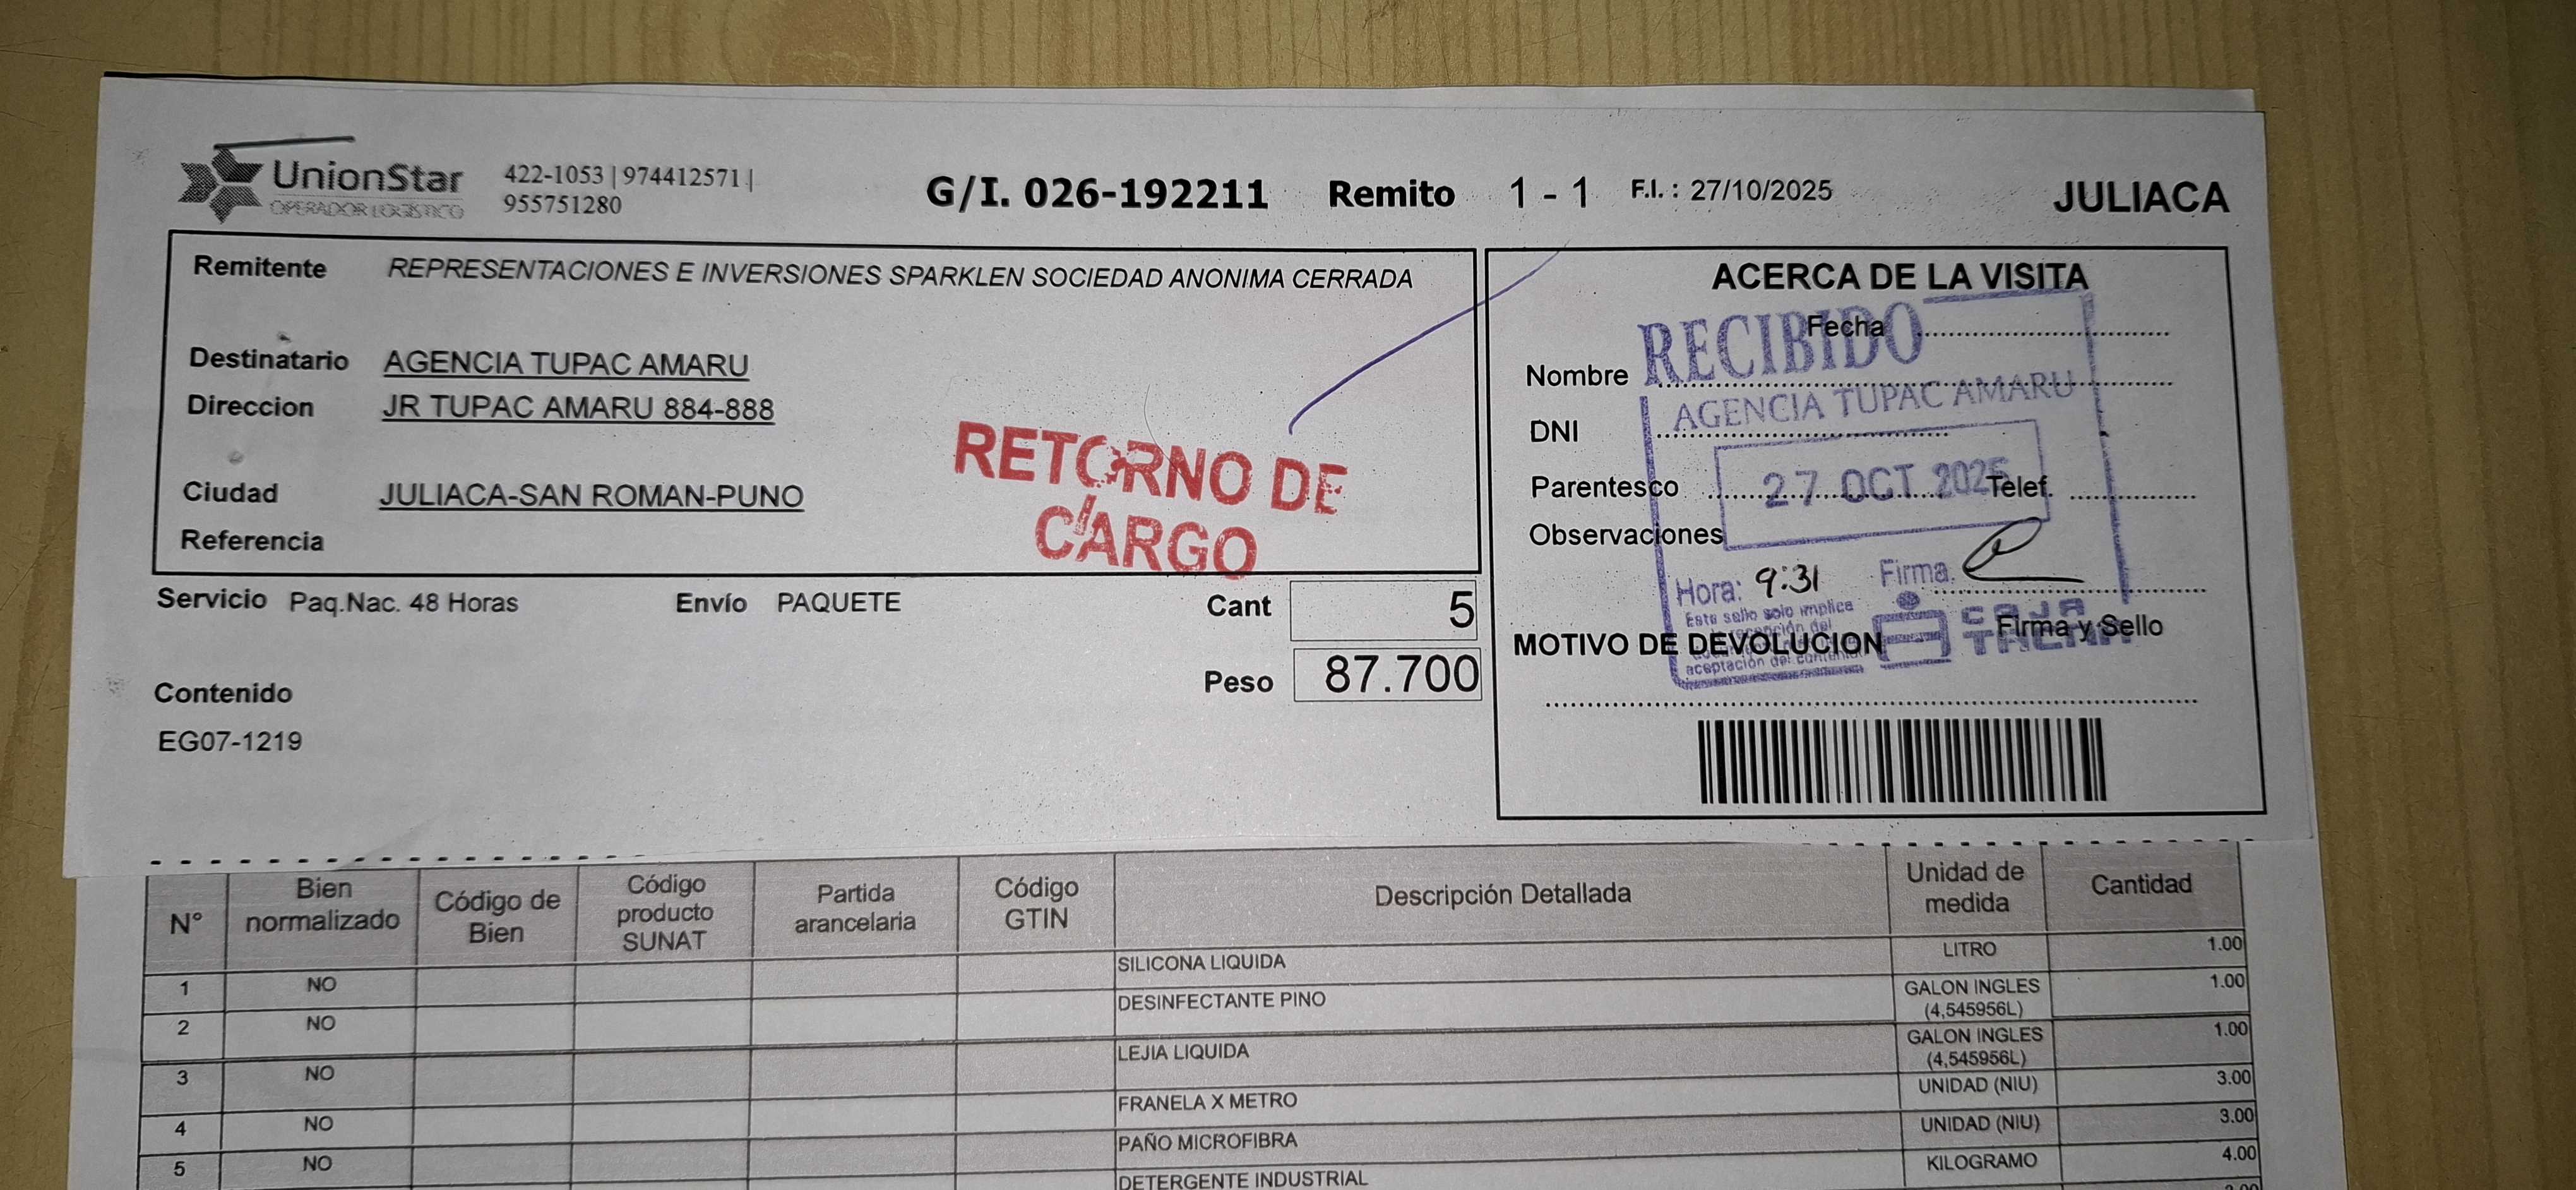 UnionStar
OPERADOR LOGISTICO
422-1053 | 974412571 |
955751280
G/I. 026-192211 Remito 1 - 1 F.I. : 27/10/2025 JULIACA
Remitente REPRESENTACIONES E INVERSIONES SPARKLEN SOCIEDAD ANONIMA CERRADA
Destinatario AGENCIA TUPAC AMARU
Direccion JR TUPAC AMARU 884-888
Ciudad JULIACA-SAN ROMAN-PUNO
Referencia
RETORNO DE
CARGO
Servicio Paq.Nac. 48 Horas Envío PAQUETE Cant 5
Peso 87.700
Contenido
EG07-1219
ACERCA DE LA VISITA
Fecha
Nombre
DNI
Parentesco Telef.
Observaciones
Firma y Sello
MOTIVO DE DEVOLUCION
RECIBIDO
AGENCIA TUPAC AMARU
27 OCT 2025
Hora: 9:31 Firma.
Este sello solo implica
recepción del
aceptación del contenido
CAJA
TACNA
N° Bien normalizado Código de Bien Código producto SUNAT Partida arancelaria Código GTIN Descripción Detallada Unidad de medida Cantidad
1 NO SILICONA LIQUIDA LITRO 1.00
2 NO DESINFECTANTE PINO GALON INGLES (4,545956L) 1.00
3 NO LEJIA LIQUIDA GALON INGLES (4,545956L) 1.00
4 NO FRANELA X METRO UNIDAD (NIU) 3.00
5 NO PAÑO MICROFIBRA UNIDAD (NIU) 3.00
DETERGENTE INDUSTRIAL KILOGRAMO 4.00